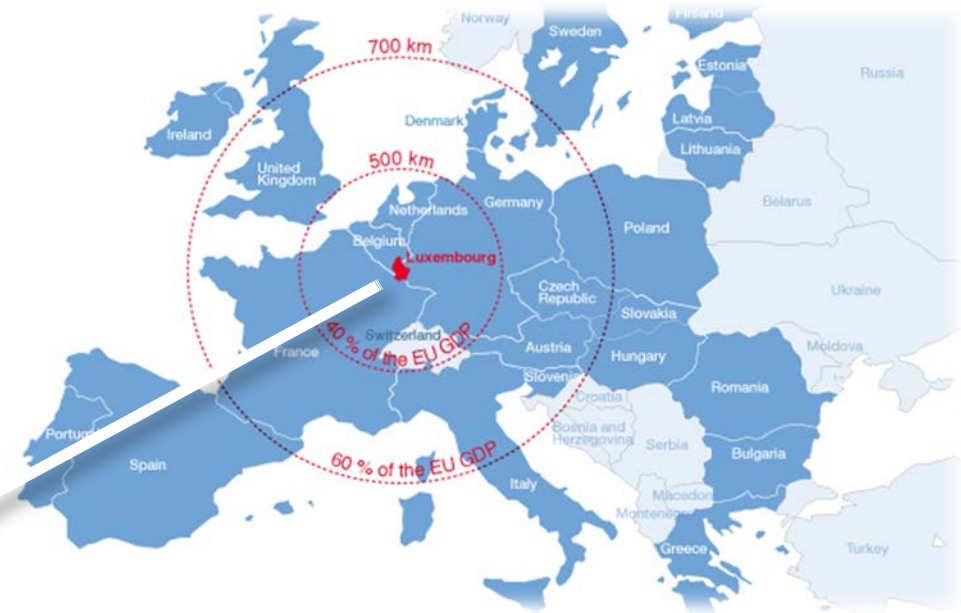 Finland
Norway
Sweden
700 km
Estonia
Russia
Latvia
Denmark
Ireland
Lithuania
500 km
United
Kingdom
Belarus
Netherlands
Germany
Poland
Belgium
Luxembourg
Czech
Republic
Ukraine
Slovakia
40 % of the EU GDP
Switzerland
France
Austria
Moldova
Hungary
Slovenia
Romania
Croatia
Portug
Bosnia and
Herzegovina
Serbia
Bulgaria
60 % of the EU GDP
Spain
Italy
Macedon
Montenegro
Greece
Turkey